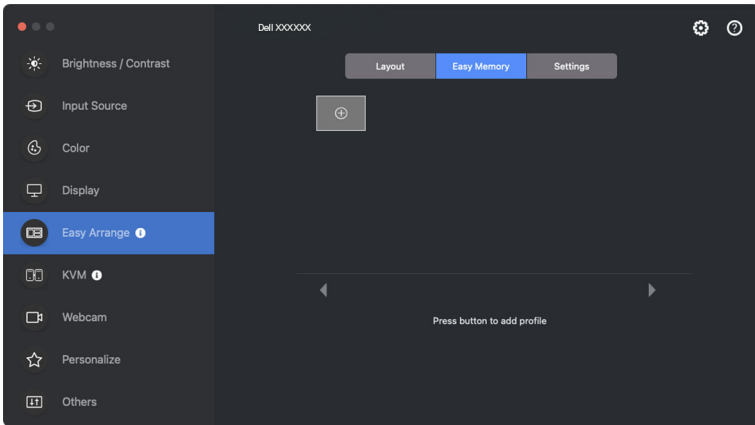 Dell XXXXXX
Brightness / Contrast
Input Source
Color
Display
Easy Arrange
KVM
Webcam
Personalize
Others
Layout
Easy Memory
Settings
Press button to add profile